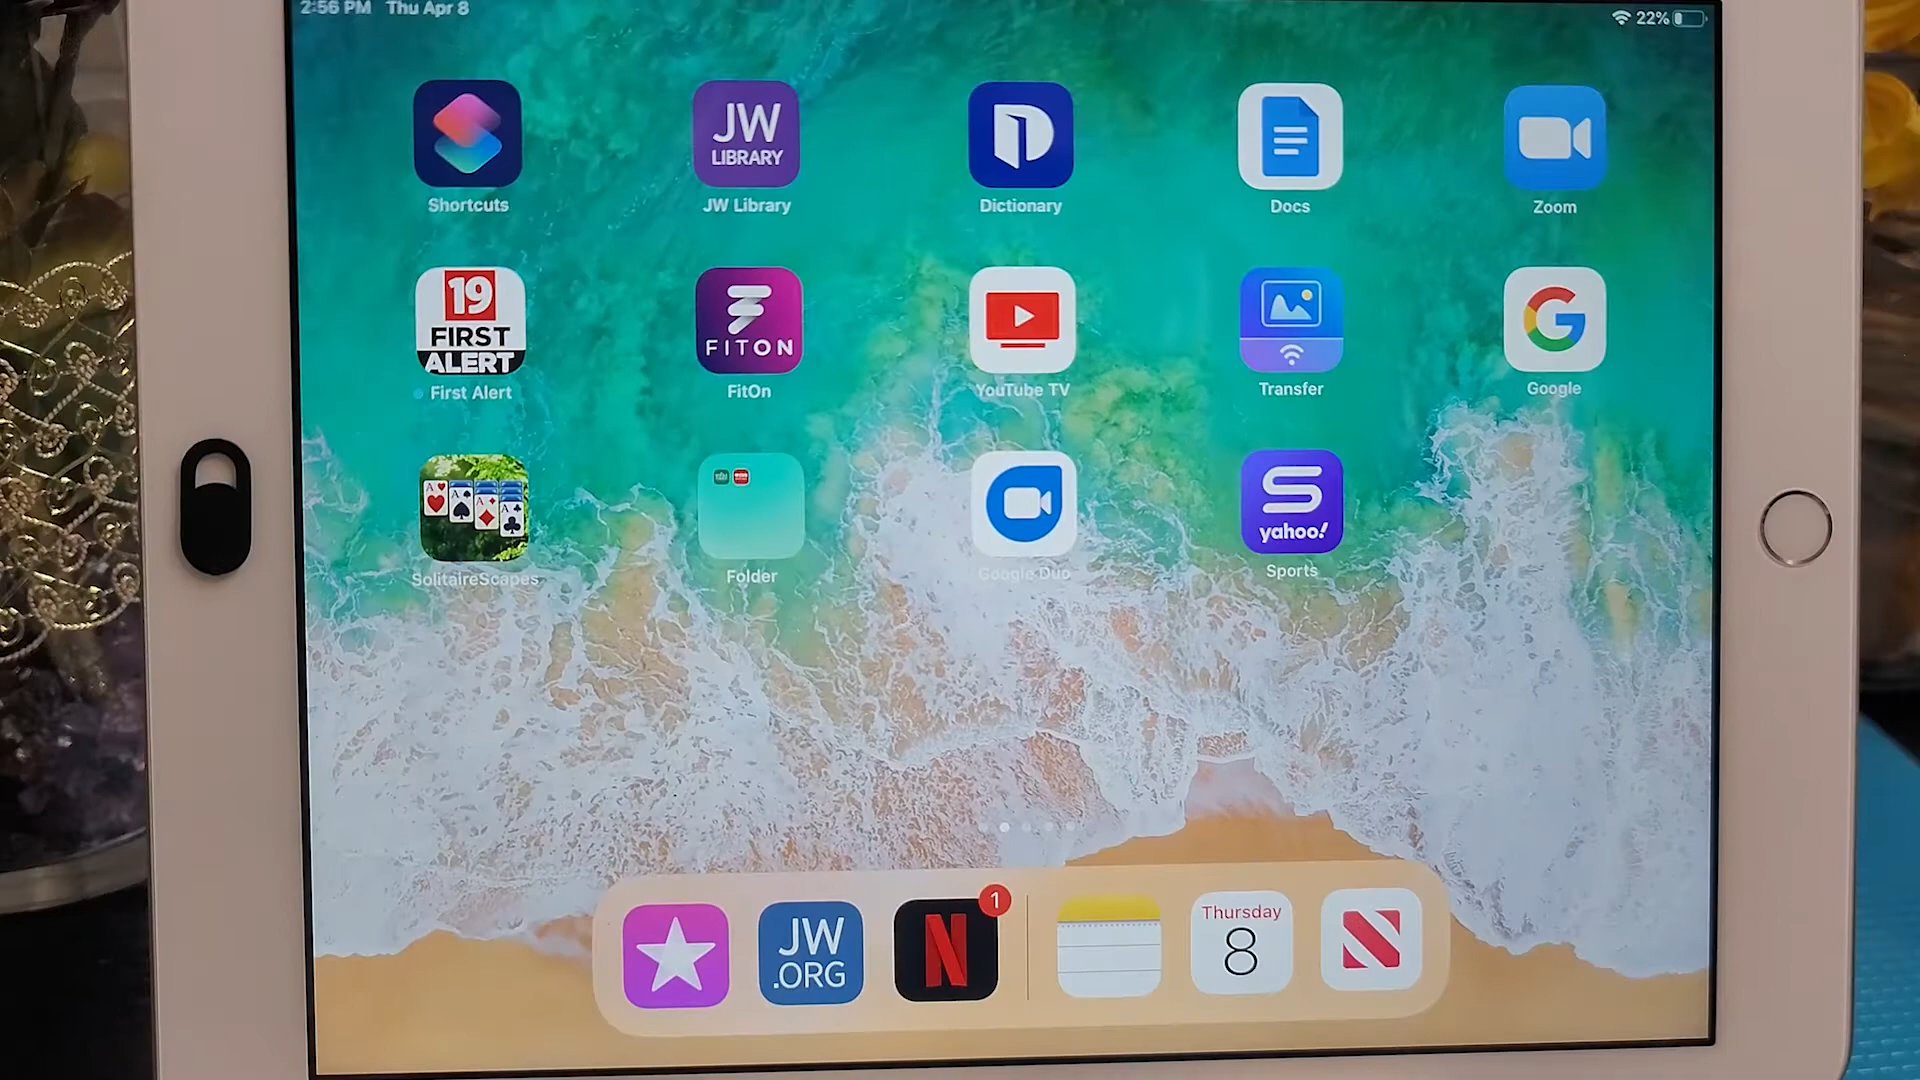 2:56 PM Thu Apr 8
22%
JW
LIBRARY
Shortcuts
JW Library
Dictionary
Docs
Zoom
19
FIRST
ALERT
FITON
First Alert
FitOn
YouTube TV
Transfer
Google
A A A A
yahoo!
SolitaireScapes
Folder
Google Duo
Sports
1
JW
.ORG
N
Thursday
8